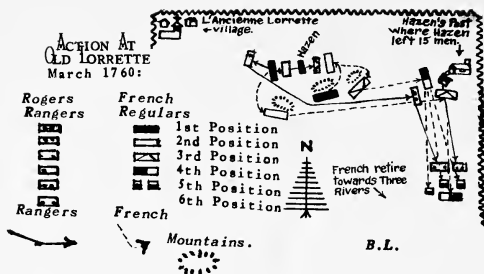 ACTION AT
OLD LORRETTE
March 1760:
L'Ancienne Lorrette
village.
Hazen
Hazen's Post
where Hazen
left 15 men.
Rogers
Rangers
French
Regulars
1st Position
2nd Position
3rd Position
4th Position
5th Position
6th Position
N
French retire
towards Three
Rivers
Rangers
French
Mountains.
B.L.